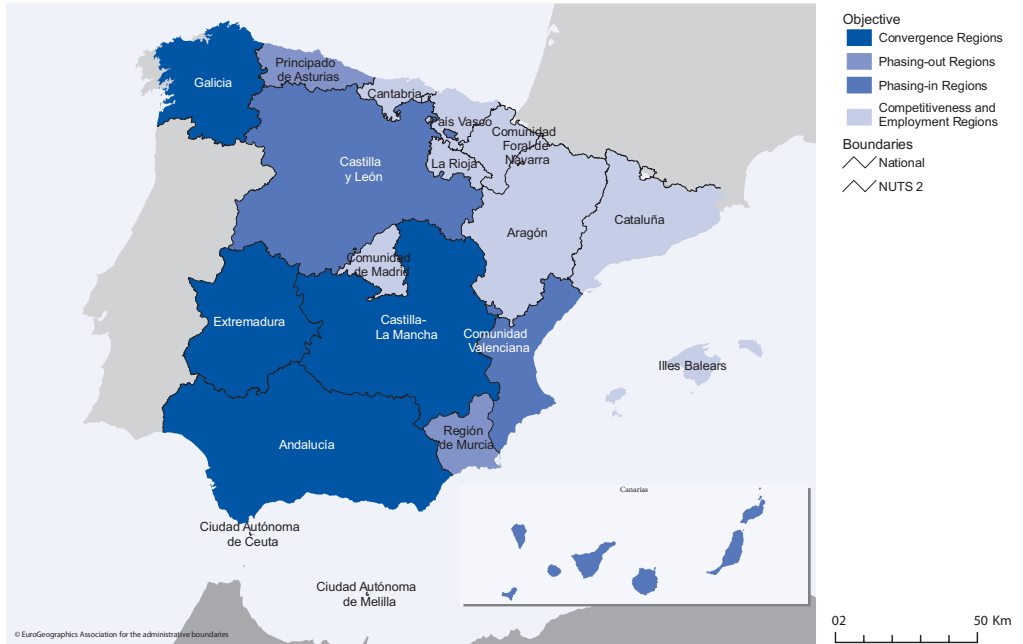 Objective
Convergence Regions
Phasing-out Regions
Phasing-in Regions
Competitiveness and
Employment Regions
Boundaries
National
NUTS 2
Galicia
Principado
de Asturias
Cantabria
País Vasco
Comunidad
Foral de
Navarra
La Rioja
Castilla
y León
Cataluña
Aragón
Comunidad
de Madrid
Extremadura
Castilla-
La Mancha
Comunidad
Valenciana
Illes Balears
Región
de Murcia
Andalucía
Canarias
Ciudad Autónoma
de Ceuta
Ciudad Autónoma
de Melilla
© EuroGeographics Association for the administrative boundaries
02 50 Km